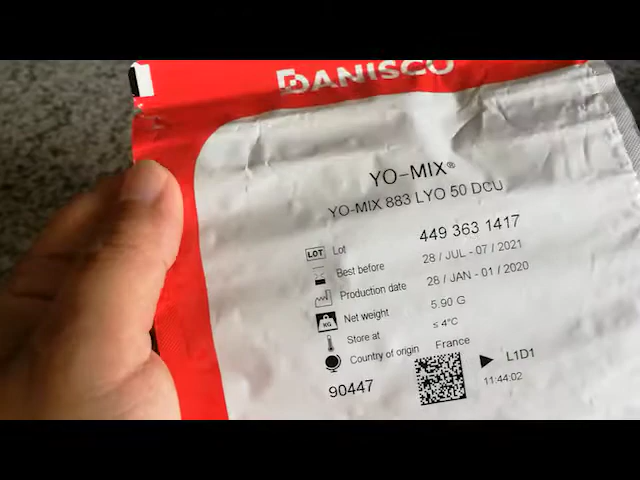 DANISCO
YO-MIX®
YO-MIX 883 LYO 50 DCU
LOT Lot 449 363 1417
Best before 28 / JUL - 07 / 2021
Production date 28 / JAN - 01 / 2020
KG Net weight 5.90 G
Store at ≤ 4°C
Country of origin France
90447
L1D1
11:44:02